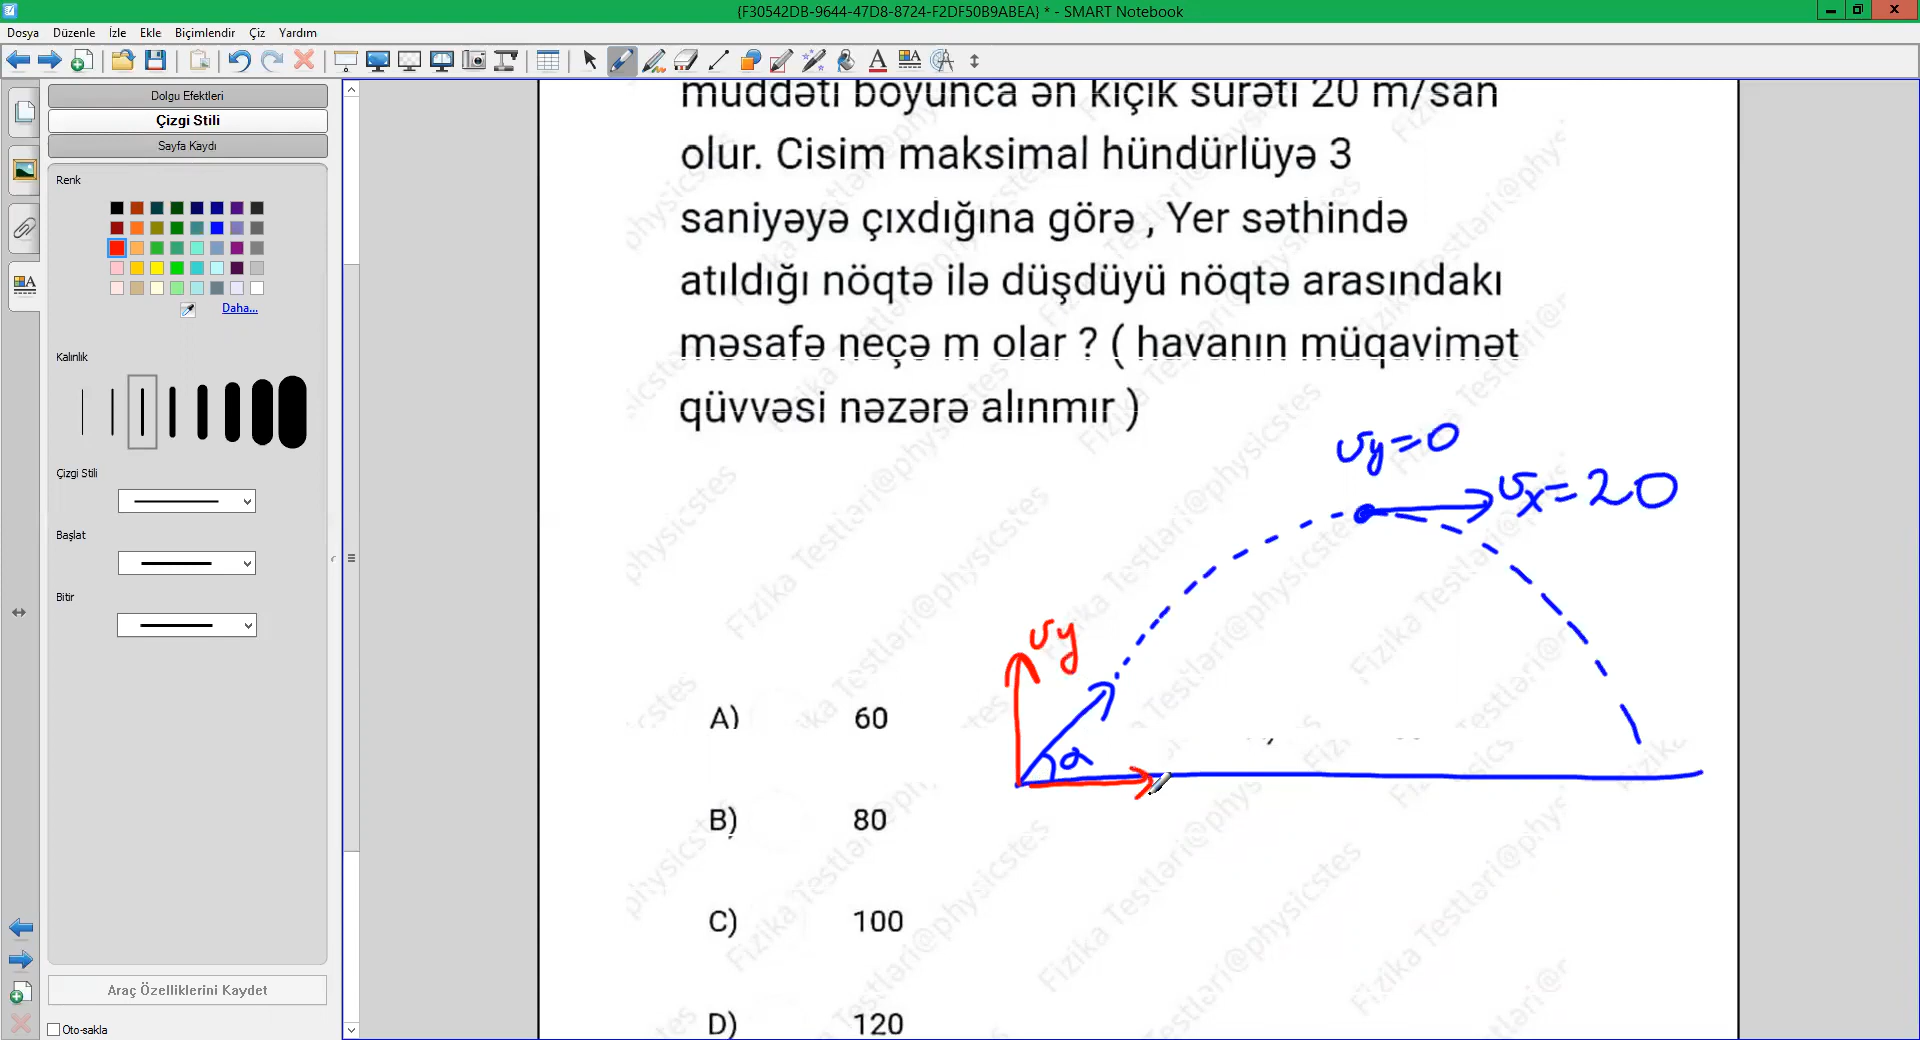 {F30542DB-9644-47D8-8724-F2DF50B9ABEA} * - SMART Notebook
Dosya Düzenle İzle Ekle Biçimlendir Çiz Yardım
Dolgu Efektleri
Çizgi Stili
Sayfa Kaydı
Renk
Daha...
Kalınlık
Çizgi Stili
Başlat
Bitir
Araç Özelliklerini Kaydet
Oto-sakla
müddəti boyunca ən kiçik sürəti 20 m/san
olur. Cisim maksimal hündürlüyə 3
saniyəyə çıxdığına görə , Yer səthində
atıldığı nöqtə ilə düşdüyü nöqtə arasındakı
məsafə neçə m olar ? ( havanın müqavimət
qüvvəsi nəzərə alınmır )
υy=0
υx=20
υy
α
A) 60
B) 80
C) 100
D) 120
Fizika Testləri@physicstes